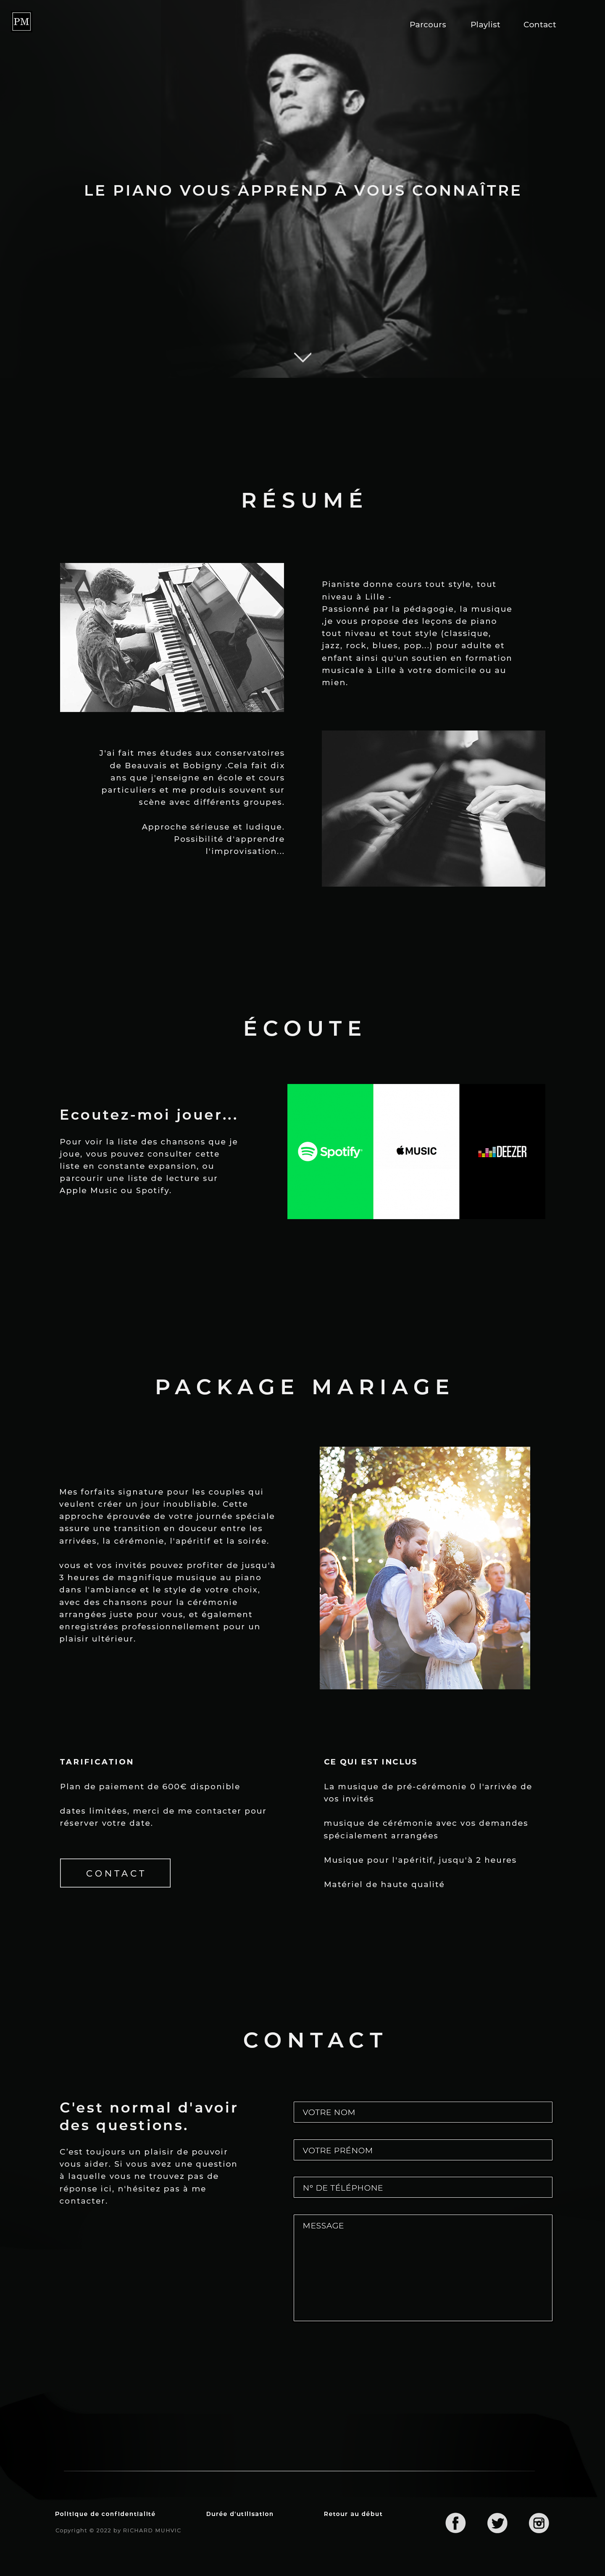 PM
Parcours
Playlist
Contact
LE PIANO VOUS APPREND À VOUS CONNAÎTRE
RÉSUMÉ
Pianiste donne cours tout style, tout
niveau à Lille -
Passionné par la pédagogie, la musique
,je vous propose des leçons de piano
tout niveau et tout style (classique,
jazz, rock, blues, pop...) pour adulte et
enfant ainsi qu'un soutien en formation
musicale à Lille à votre domicile ou au
mien.
J'ai fait mes études aux conservatoires
de Beauvais et Bobigny .Cela fait dix
ans que j'enseigne en école et cours
particuliers et me produis souvent sur
scène avec différents groupes.
Approche sérieuse et ludique.
Possibilité d'apprendre
l'improvisation...
ÉCOUTE
Ecoutez-moi jouer...
Pour voir la liste des chansons que je
joue, vous pouvez consulter cette
liste en constante expansion, ou
parcourir une liste de lecture sur
Apple Music ou Spotify.
Spotify
MUSIC
DEEZER
PACKAGE MARIAGE
Mes forfaits signature pour les couples qui
veulent créer un jour inoubliable. Cette
approche éprouvée de votre journée spéciale
assure une transition en douceur entre les
arrivées, la cérémonie, l'apéritif et la soirée.
vous et vos invités pouvez profiter de jusqu'à
3 heures de magnifique musique au piano
dans l'ambiance et le style de votre choix,
avec des chansons pour la cérémonie
arrangées juste pour vous, et également
enregistrées professionnellement pour un
plaisir ultérieur.
TARIFICATION
Plan de paiement de 600€ disponible
dates limitées, merci de me contacter pour
réserver votre date.
CONTACT
CE QUI EST INCLUS
La musique de pré-cérémonie 0 l'arrivée de
vos invités
musique de cérémonie avec vos demandes
spécialement arrangées
Musique pour l'apéritif, jusqu'à 2 heures
Matériel de haute qualité
CONTACT
C'est normal d'avoir
des questions.
C'est toujours un plaisir de pouvoir
vous aider. Si vous avez une question
à laquelle vous ne trouvez pas de
réponse ici, n'hésitez pas à me
contacter.
VOTRE NOM
VOTRE PRÉNOM
N° DE TÉLÉPHONE
MESSAGE
Politique de confidentialité
Durée d'utilisation
Retour au début
Copyright © 2022 by RICHARD MUHVIC